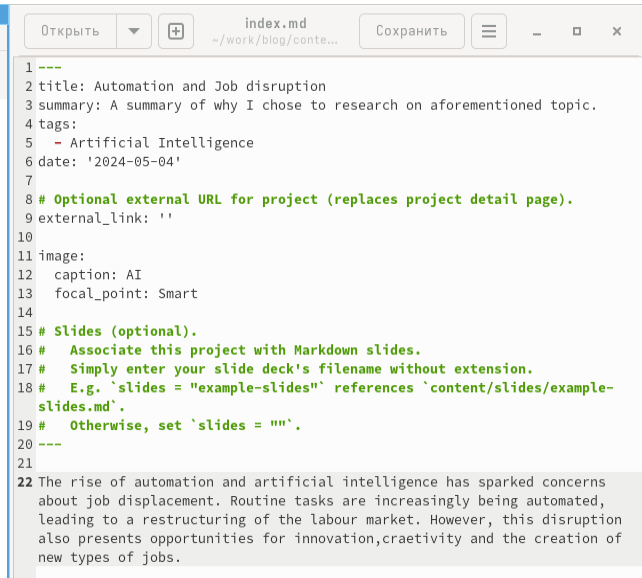 Открыть
index.md
~/work/blog/conte...
Сохранить
1 ---
2 title: Automation and Job disruption
3 summary: A summary of why I chose to research on aforementioned topic.
4 tags:
5   - Artificial Intelligence
6 date: '2024-05-04'
7
8 # Optional external URL for project (replaces project detail page).
9 external_link: ''
10
11 image:
12   caption: AI
13   focal_point: Smart
14
15 # Slides (optional).
16 #   Associate this project with Markdown slides.
17 #   Simply enter your slide deck's filename without extension.
18 #   E.g. `slides = "example-slides"` references `content/slides/example-
slides.md`.
19 #   Otherwise, set `slides = ""`.
20 ---
21
22 The rise of automation and artificial intelligence has sparked concerns
about job displacement. Routine tasks are increasingly being automated,
leading to a restructuring of the labour market. However, this disruption
also presents opportunities for innovation,craetivity and the creation of
new types of jobs.